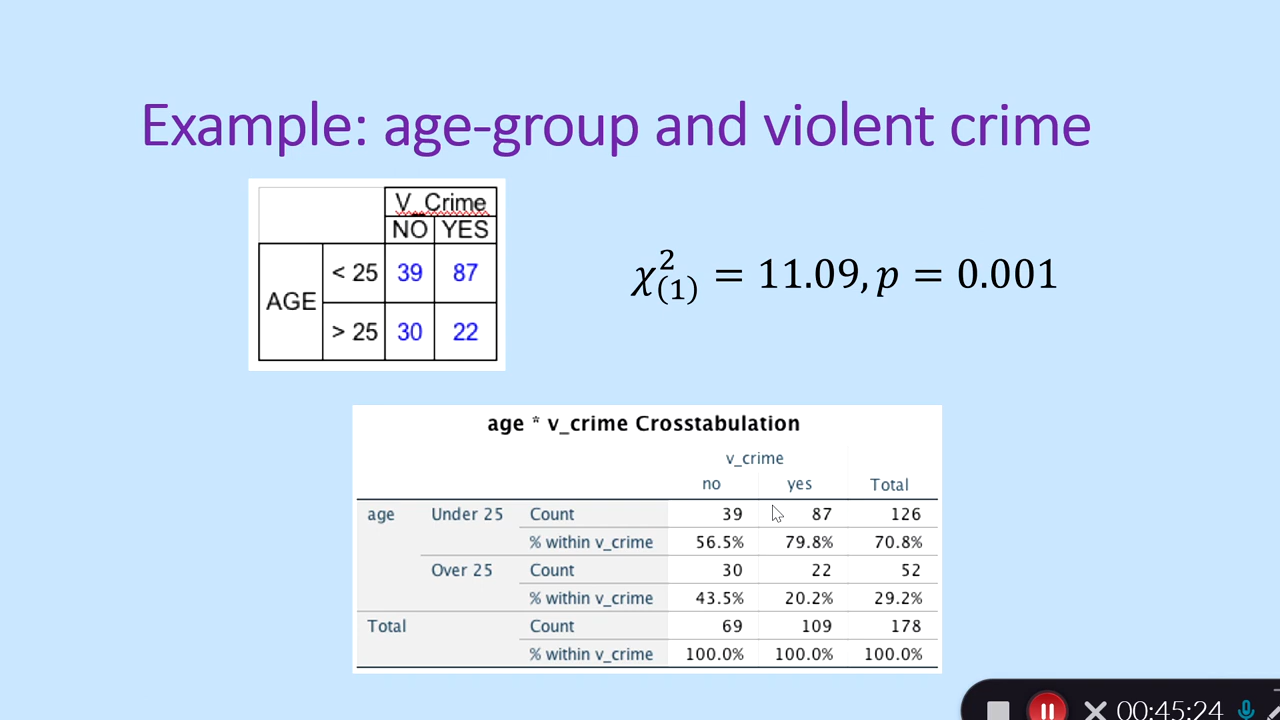 Example: age-group and violent crime
V_Crime
NO YES
AGE < 25 39 87
> 25 30 22
χ²(1) = 11.09, p = 0.001
age * v_crime Crosstabulation
v_crime
no yes Total
age Under 25 Count 39 87 126
% within v_crime 56.5% 79.8% 70.8%
Over 25 Count 30 22 52
% within v_crime 43.5% 20.2% 29.2%
Total Count 69 109 178
% within v_crime 100.0% 100.0% 100.0%
00:45:24